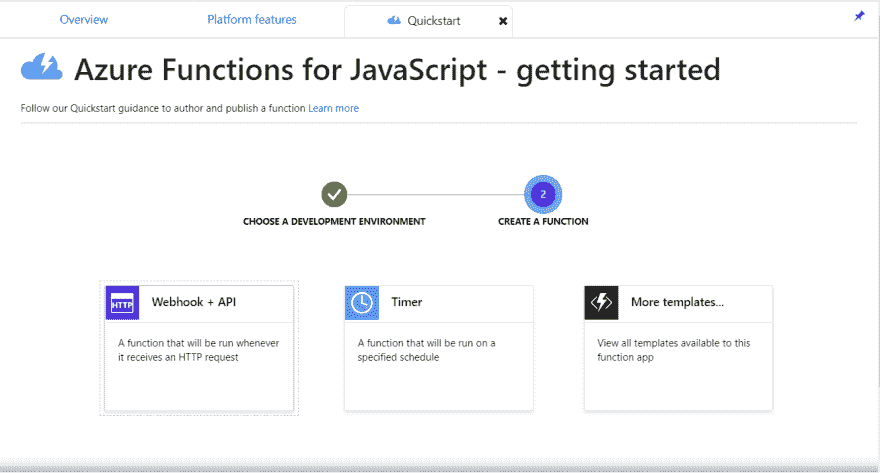 Overview Platform features Quickstart
Azure Functions for JavaScript - getting started
Follow our Quickstart guidance to author and publish a function Learn more
2
CHOOSE A DEVELOPMENT ENVIRONMENT CREATE A FUNCTION
HTTP Webhook + API
A function that will be run whenever
it receives an HTTP request
Timer
A function that will be run on a
specified schedule
More templates...
View all templates available to this
function app